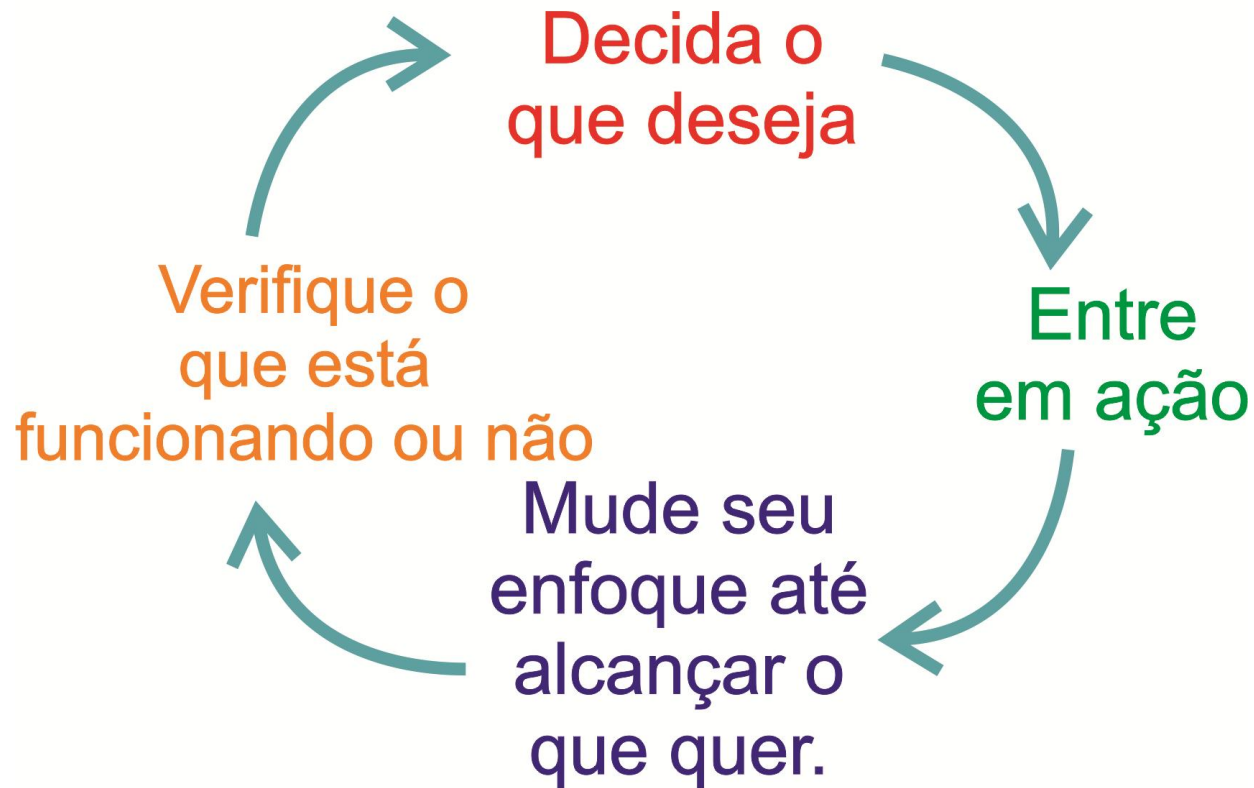 Decida o
que deseja
Entre
em ação
Mude seu
enfoque até
alcançar o
que quer.
Verifique o
que está
funcionando ou não